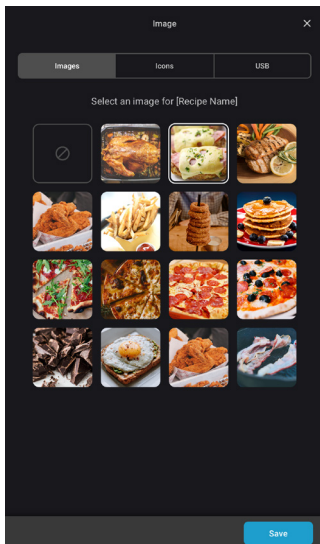 Image
Images
Icons
USB
Select an image for [Recipe Name]
Save